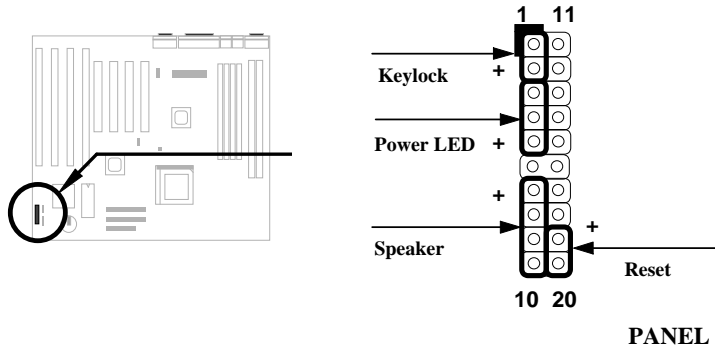 1 11
Keylock +
Power LED +
+
Speaker
+
Reset
10 20
PANEL